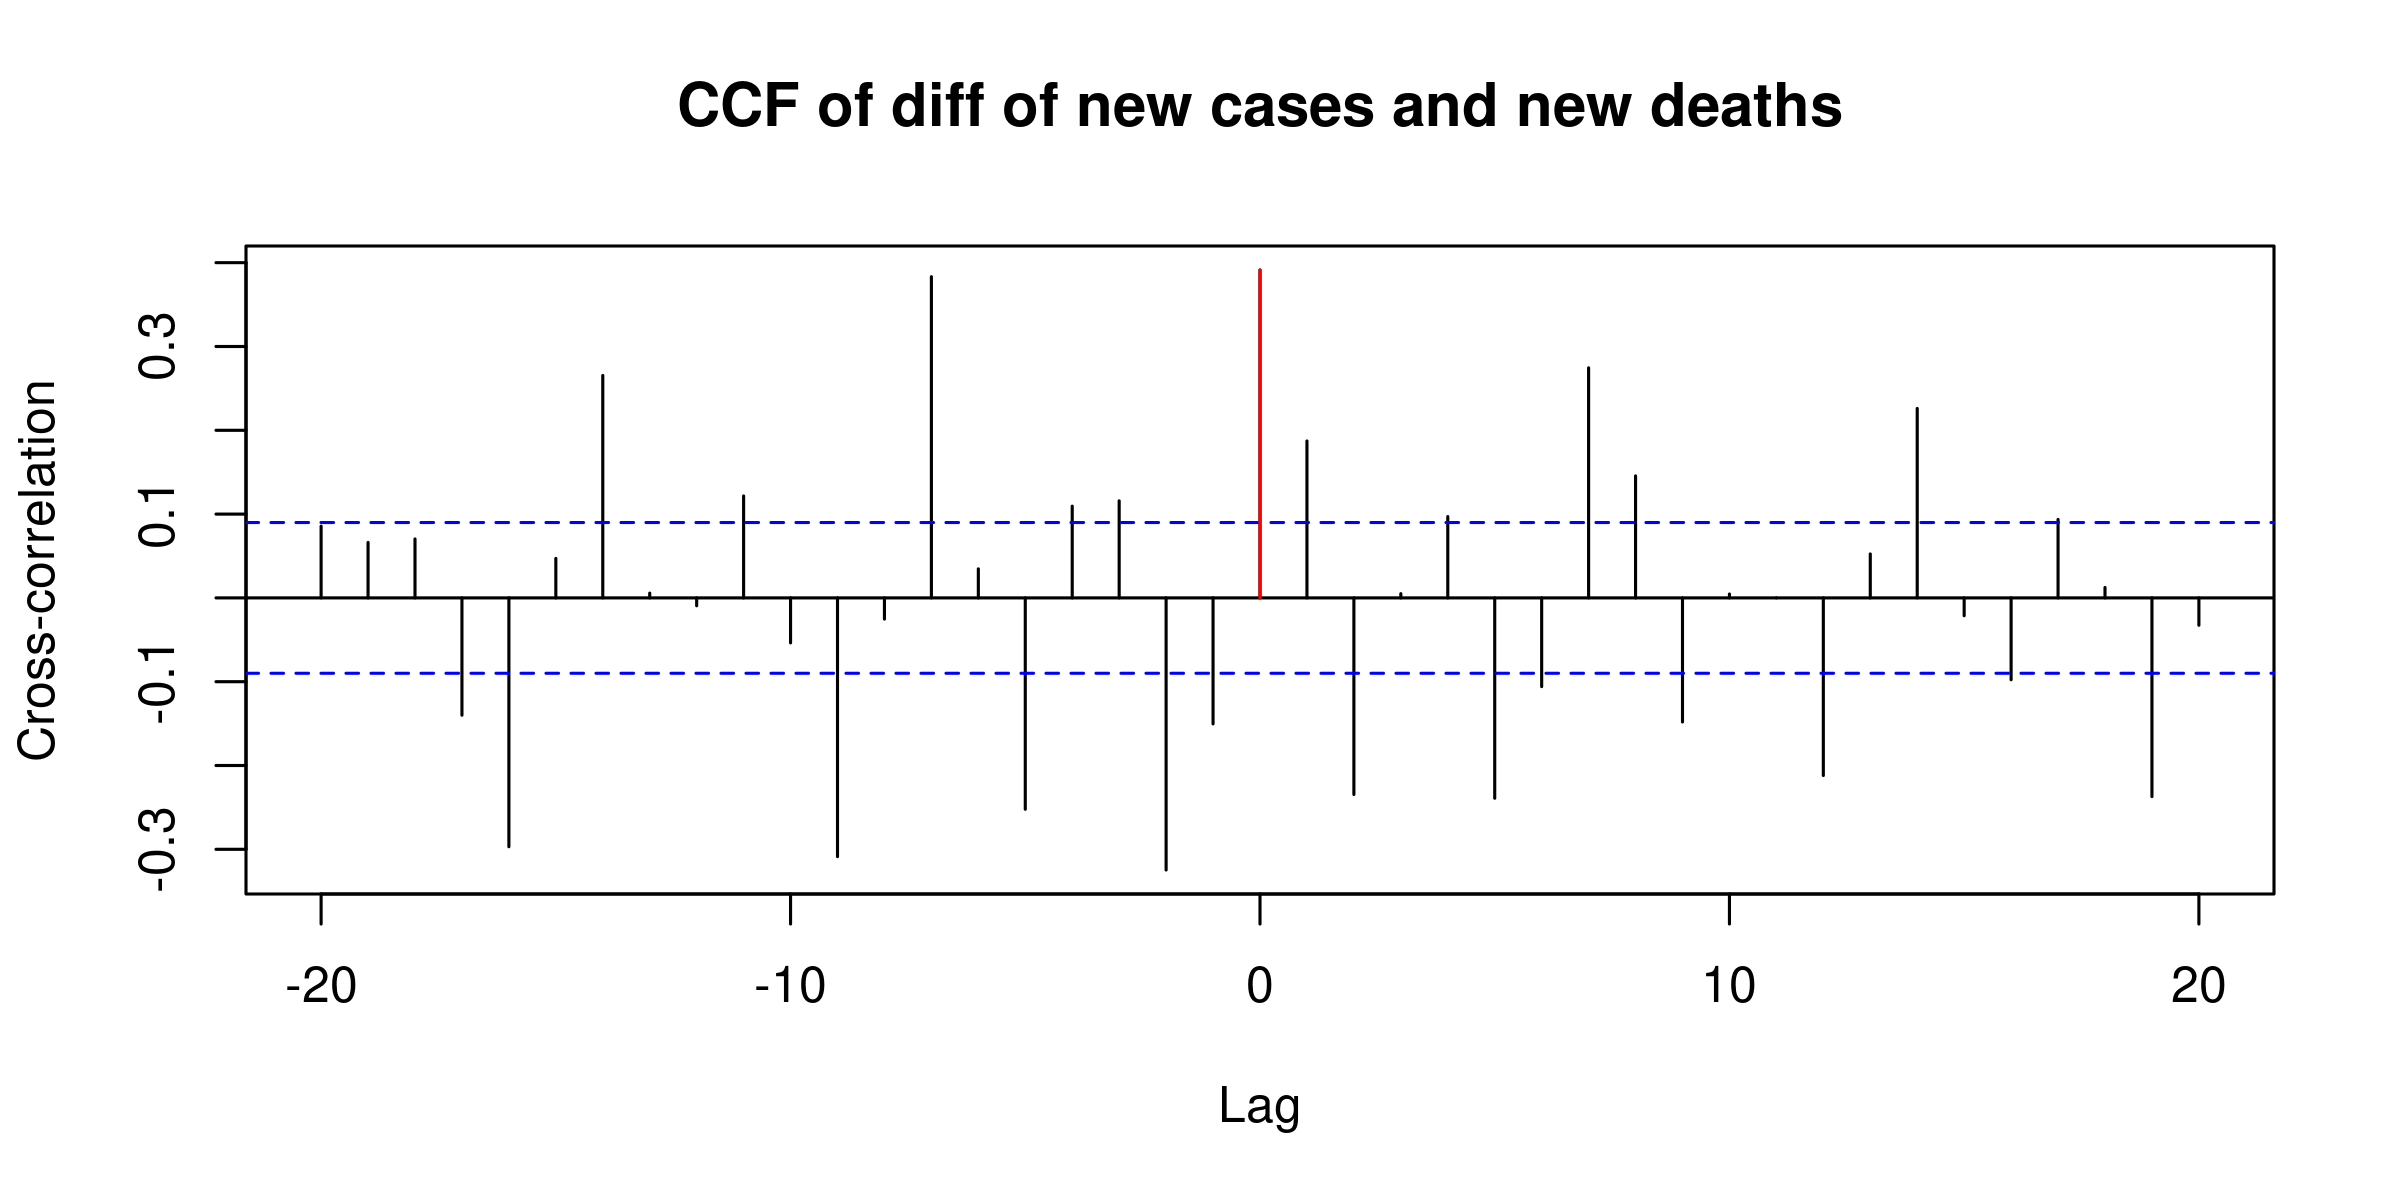 CCF of diff of new cases and new deaths
Cross-correlation
0.3
0.1
-0.1
-0.3
-20 -10 0 10 20
Lag